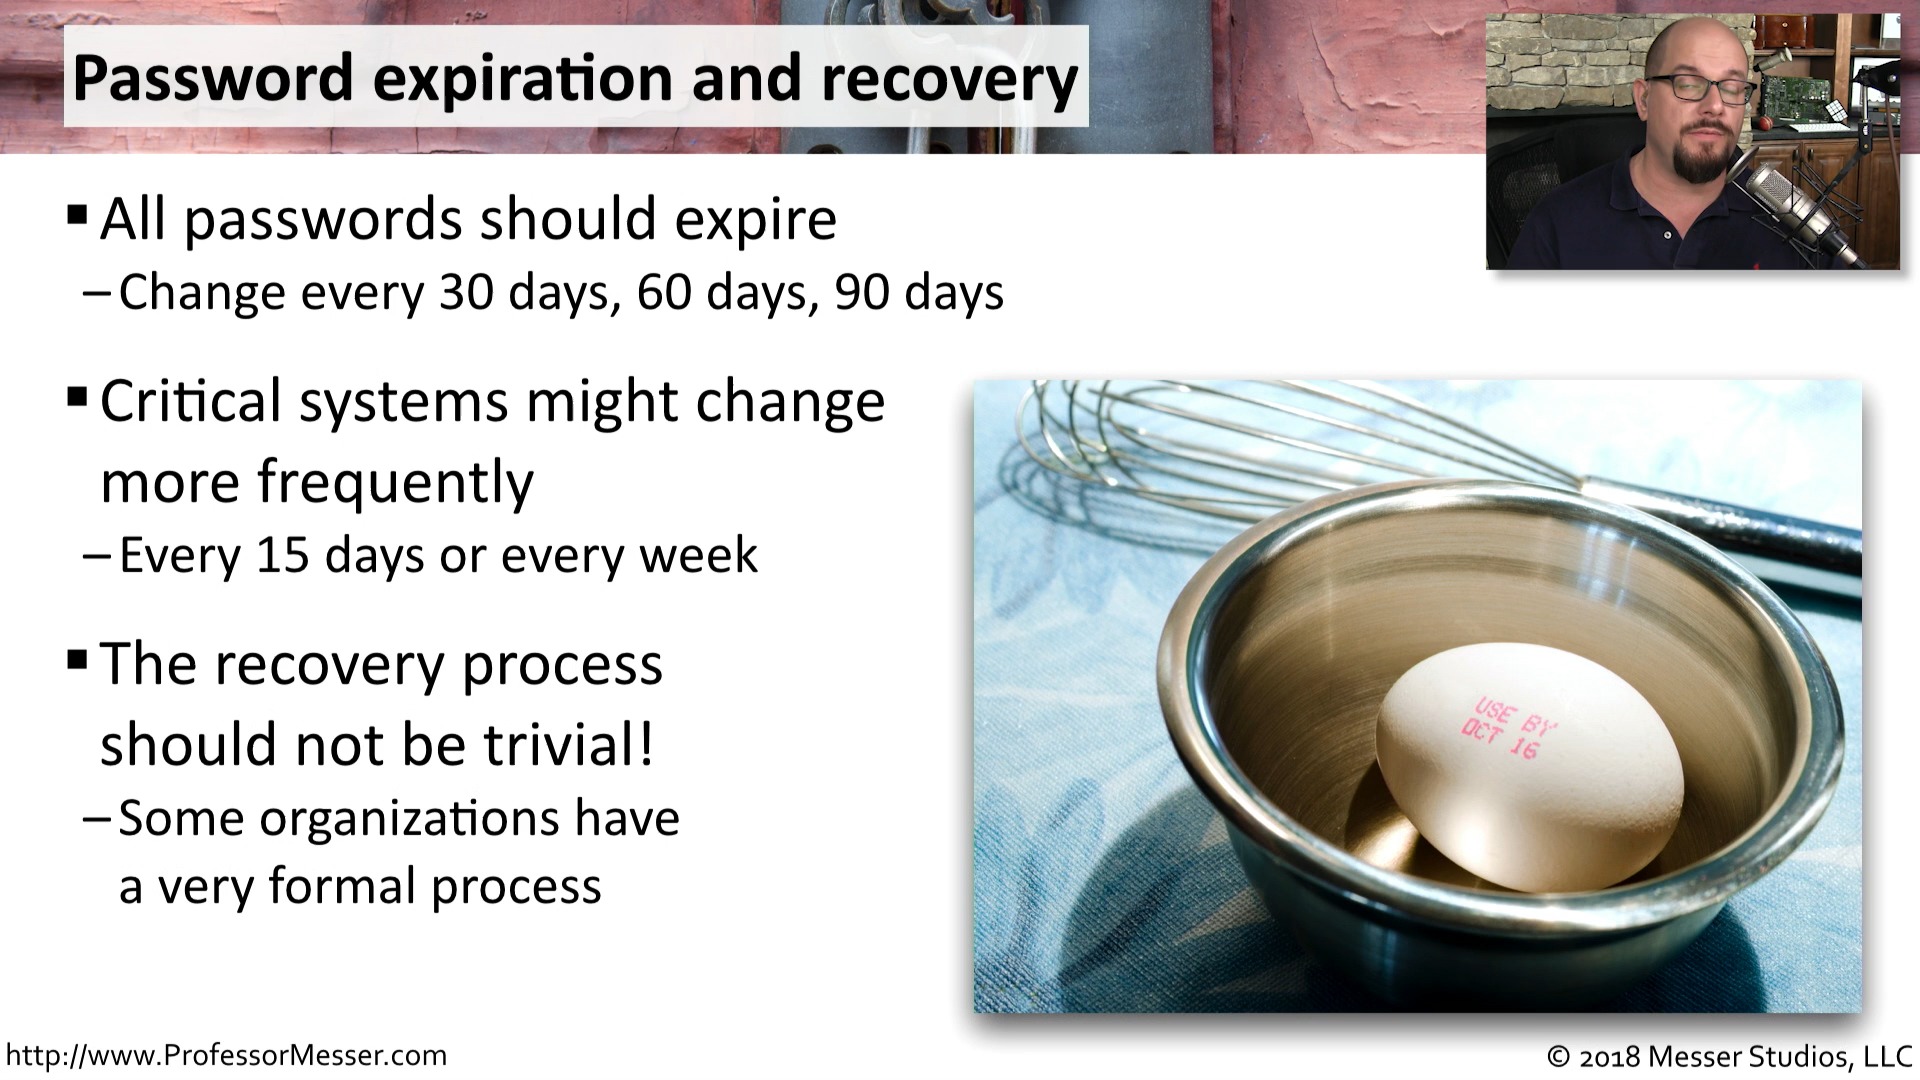 Password expiration and recovery
▪ All passwords should expire
– Change every 30 days, 60 days, 90 days
▪ Critical systems might change
more frequently
– Every 15 days or every week
▪ The recovery process
should not be trivial!
– Some organizations have
a very formal process
USE BY
OCT 16
http://www.ProfessorMesser.com
© 2018 Messer Studios, LLC